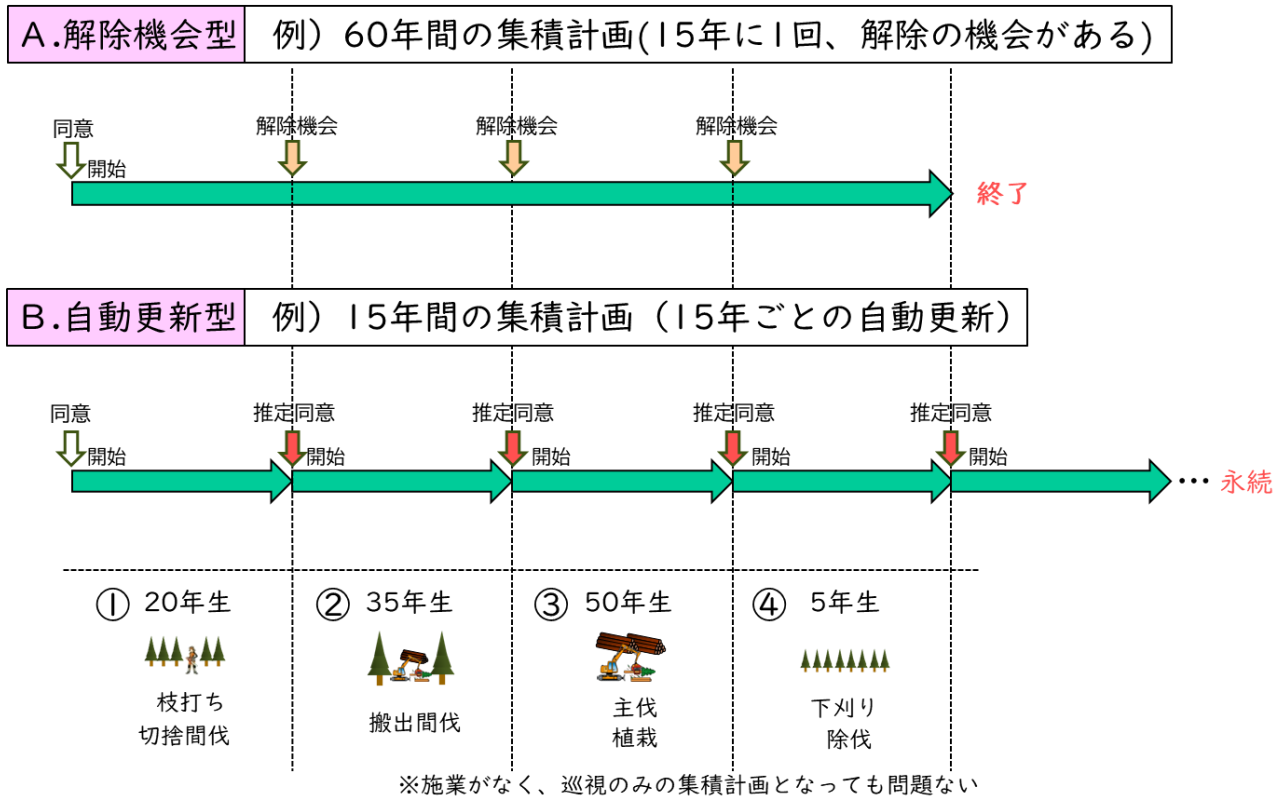 A.解除機会型 例）60年間の集積計画(15年に1回、解除の機会がある)
同意 解除機会 解除機会 解除機会
開始
終了
B.自動更新型 例）15年間の集積計画（15年ごとの自動更新）
同意 推定同意 推定同意 推定同意 推定同意
開始 開始 開始 開始 開始
… 永続
① 20年生 ② 35年生 ③ 50年生 ④ 5年生
枝打ち
切捨間伐
搬出間伐
主伐
植栽
下刈り
除伐
※施業がなく、巡視のみの集積計画となっても問題ない